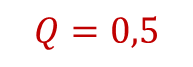 Q = 0,5